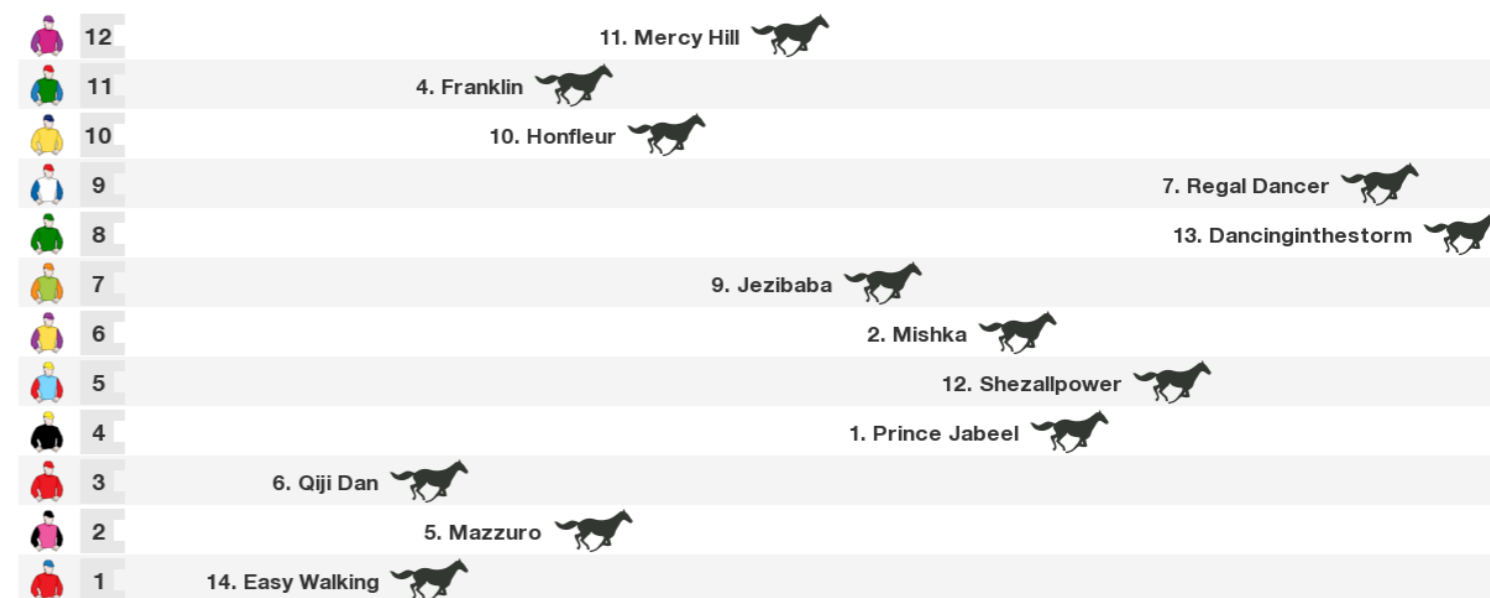 12 11. Mercy Hill
11 4. Franklin
10 10. Honfleur
9 7. Regal Dancer
8 13. Dancinginthestorm
7 9. Jezibaba
6 2. Mishka
5 12. Shezallpower
4 1. Prince Jabeel
3 6. Qiji Dan
2 5. Mazzuro
1 14. Easy Walking